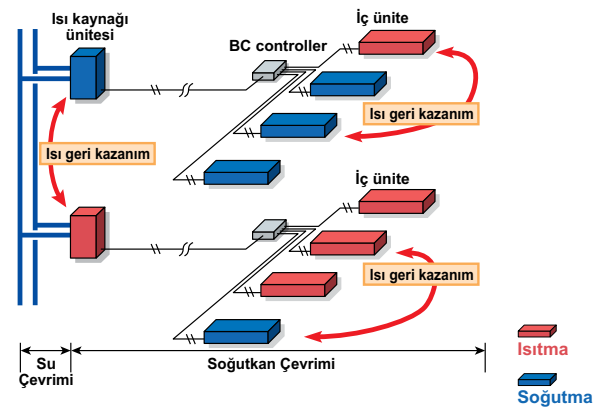 Isı kaynağı
ünitesi
BC controller
İç ünite
Isı geri kazanım
Isı geri kazanım
İç ünite
Isı geri kazanım
Su
Çevrimi
Soğutkan Çevrimi
Isıtma
Soğutma